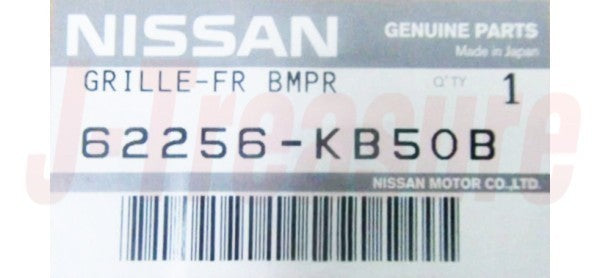 NISSAN GENUINE PARTS
Made in Japan
GRILLE-FR BMPR Q'TY 1
62256-KB50B
NISSAN MOTOR CO.,LTD.
J-Treasure